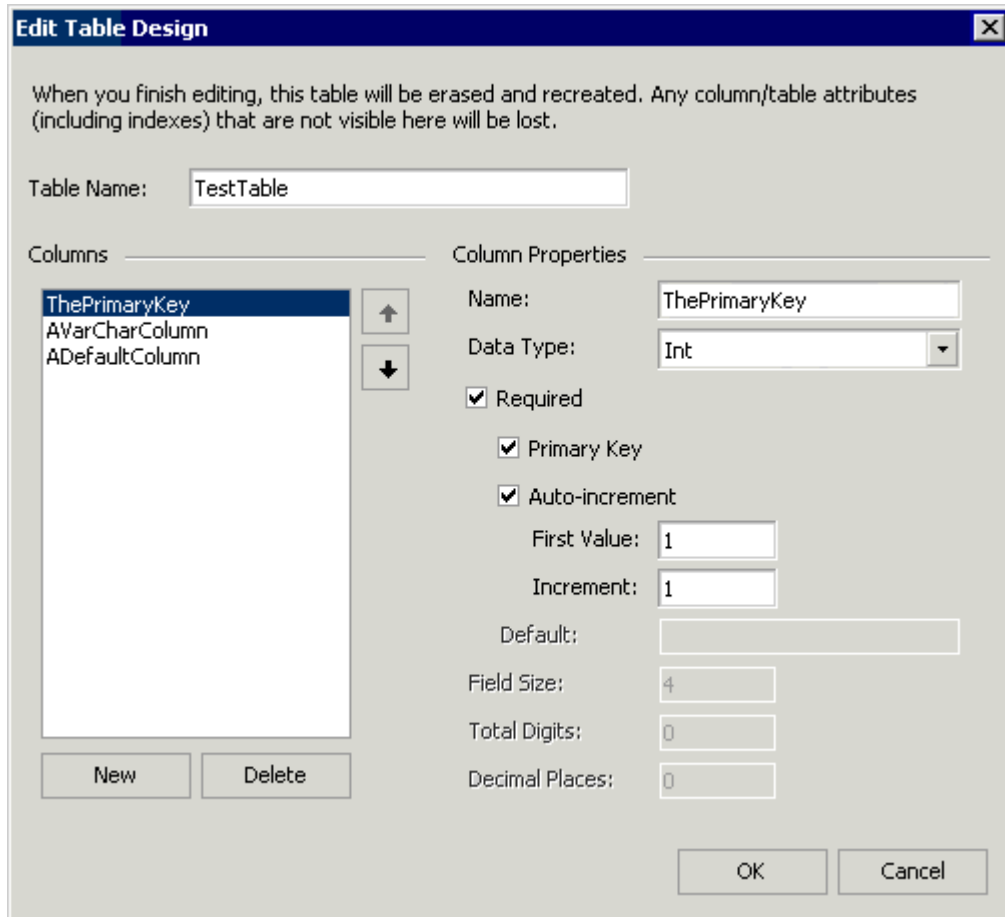 Edit Table Design
When you finish editing, this table will be erased and recreated. Any column/table attributes
(including indexes) that are not visible here will be lost.
Table Name: TestTable
Columns
ThePrimaryKey
AVarCharColumn
ADefaultColumn
New Delete
Column Properties
Name: ThePrimaryKey
Data Type: Int
Required
Primary Key
Auto-increment
First Value: 1
Increment: 1
Default:
Field Size: 4
Total Digits: 0
Decimal Places: 0
OK Cancel